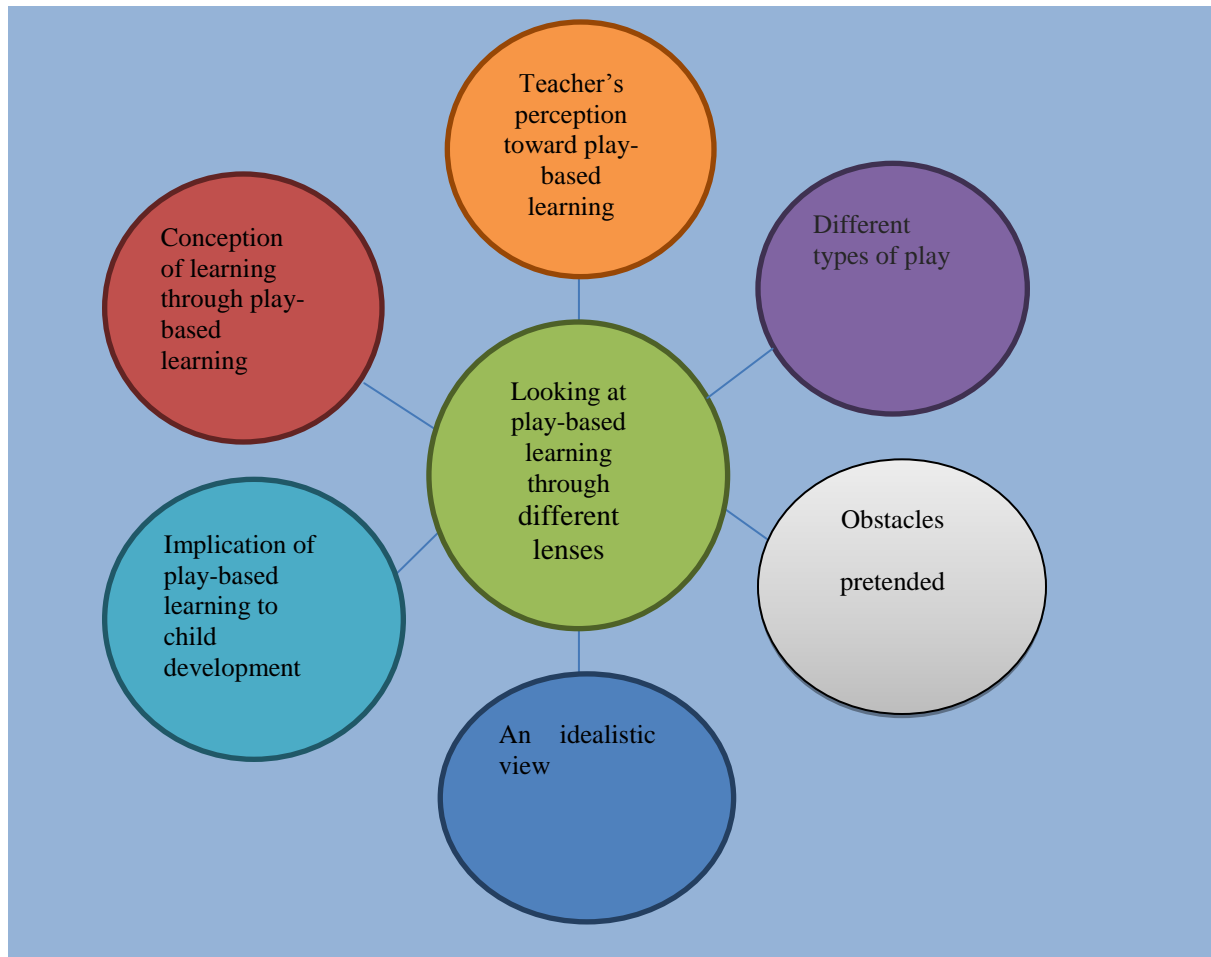 Teacher’s
perception
toward play-
based
learning
Different
types of play
Conception
of learning
through play-
based
learning
Looking at
play-based
learning
through
different
lenses
Obstacles
pretended
Implication of
play-based
learning to
child
development
An idealistic
view